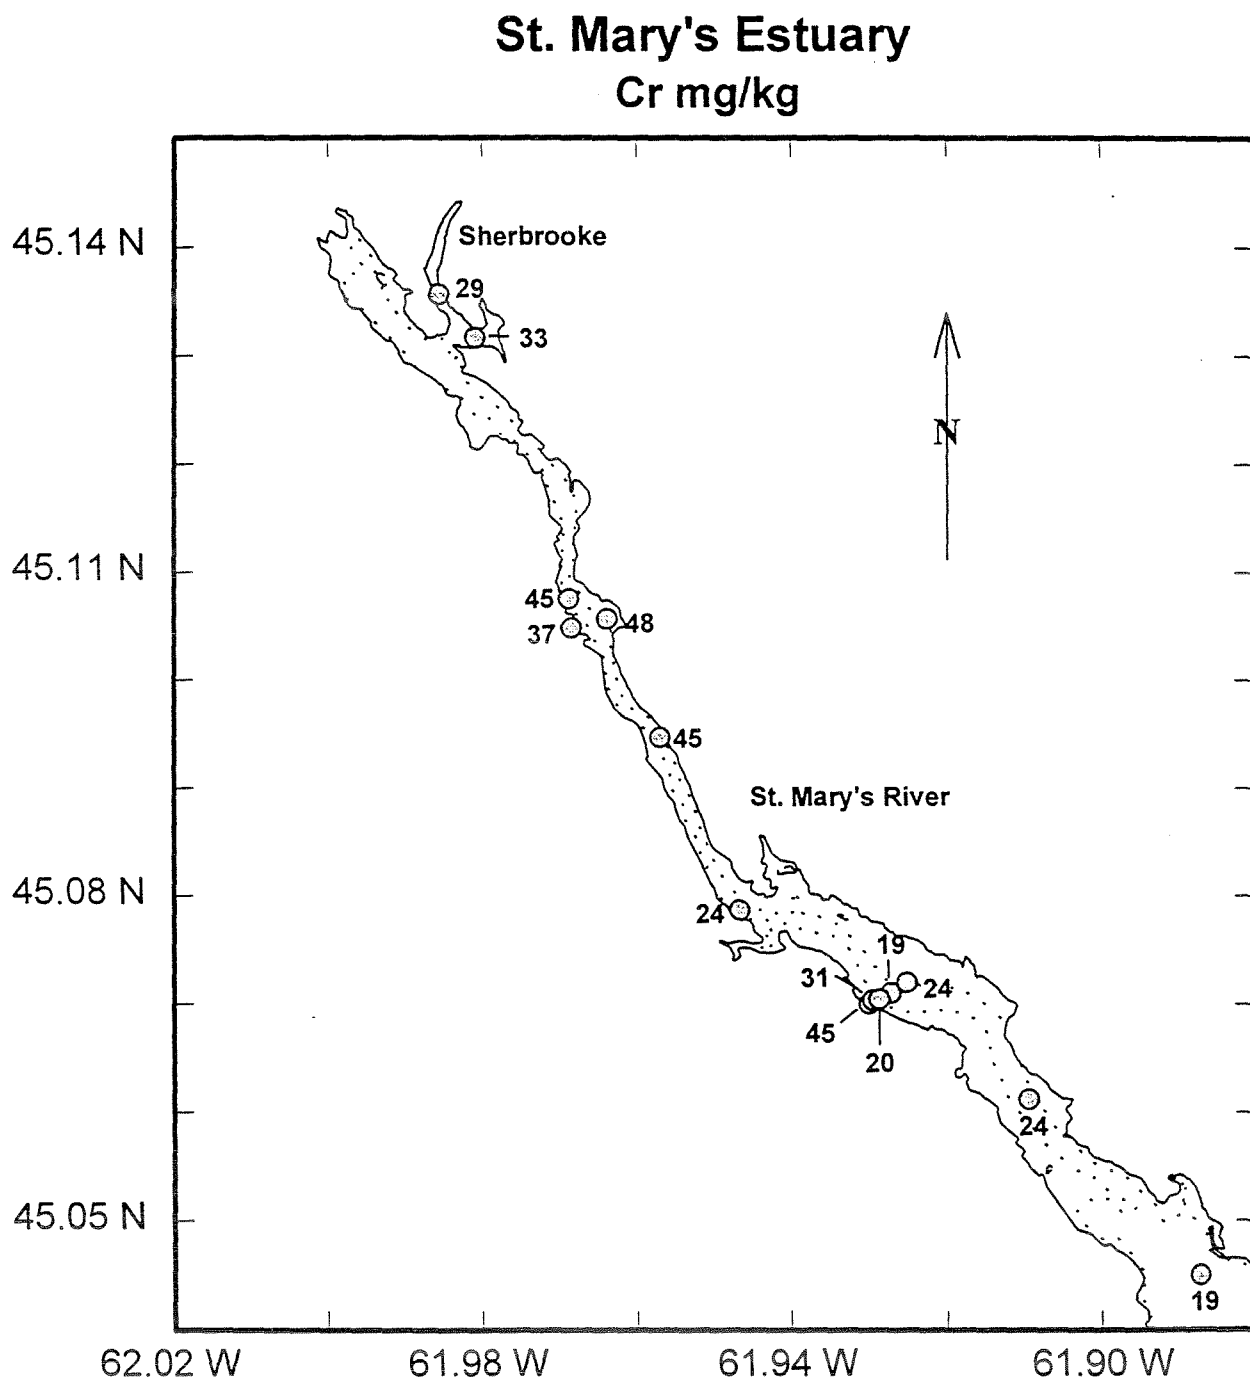 St. Mary's Estuary
Cr mg/kg
45.14 N
Sherbrooke
29
33
N
45.11 N
45
48
37
45
St. Mary's River
45.08 N
24
19
31
24
45
20
24
45.05 N
19
62.02 W 61.98 W 61.94 W 61.90 W